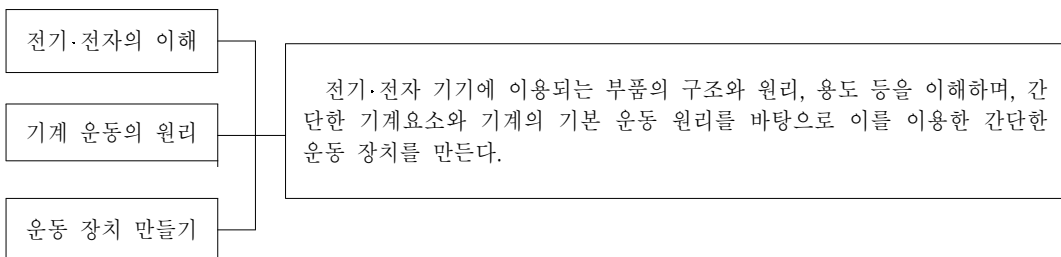 전기·전자의 이해
기계 운동의 원리
운동 장치 만들기
전기·전자 기기에 이용되는 부품의 구조와 원리, 용도 등을 이해하며, 간
단한 기계요소와 기계의 기본 운동 원리를 바탕으로 이를 이용한 간단한
운동 장치를 만든다.